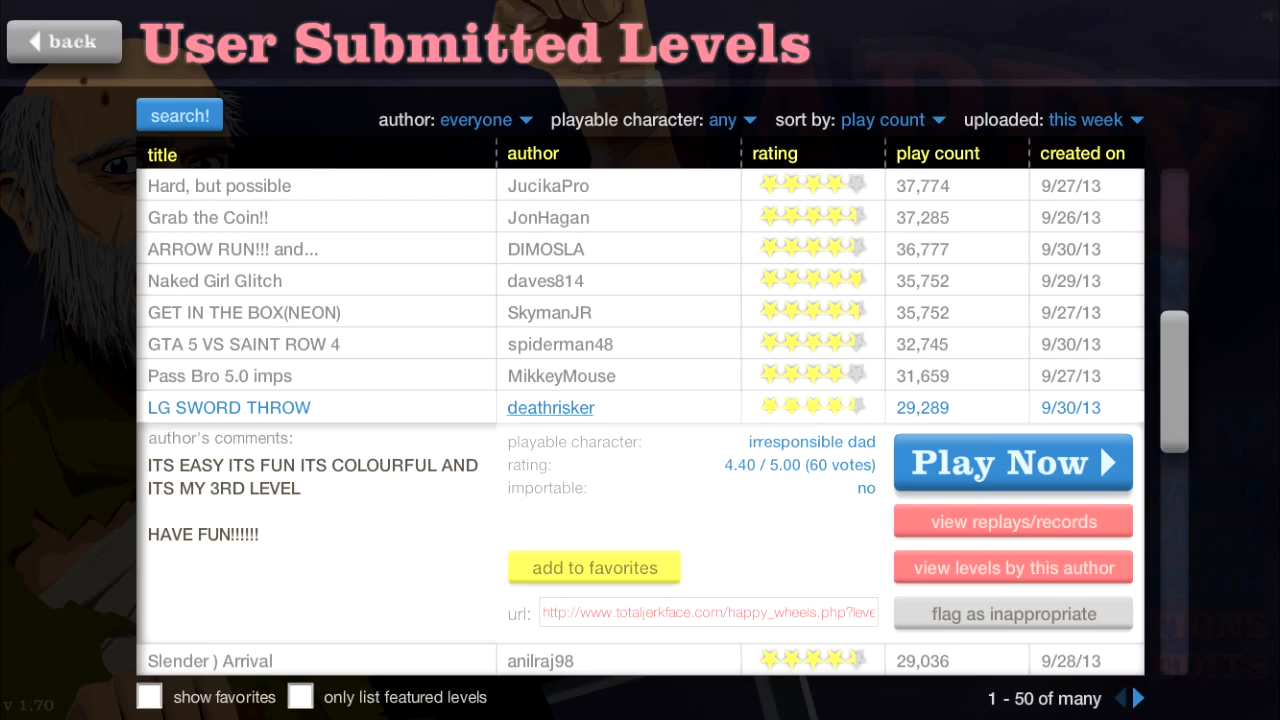 back
User Submitted Levels
search!
author: everyone playable character: any sort by: play count uploaded: this week
title author rating play count created on
Hard, but possible JucikaPro 37,774 9/27/13
Grab the Coin!! JonHagan 37,285 9/26/13
ARROW RUN!!! and... DIMOSLA 36,777 9/30/13
Naked Girl Glitch daves814 35,752 9/29/13
GET IN THE BOX(NEON) SkymanJR 35,752 9/27/13
GTA 5 VS SAINT ROW 4 spiderman48 32,745 9/30/13
Pass Bro 5.0 imps MikkeyMouse 31,659 9/27/13
LG SWORD THROW deathrisker 29,289 9/30/13
author's comments:
ITS EASY ITS FUN ITS COLOURFUL AND
ITS MY 3RD LEVEL
HAVE FUN!!!!!!
playable character: irresponsible dad
rating: 4.40 / 5.00 (60 votes)
importable: no
add to favorites
url: http://www.totaljerkface.com/happy_wheels.php?leve
Play Now
view replays/records
view levels by this author
flag as inappropriate
Slender ) Arrival anilraj98 29,036 9/28/13
show favorites only list featured levels
1 - 50 of many
v 1.70